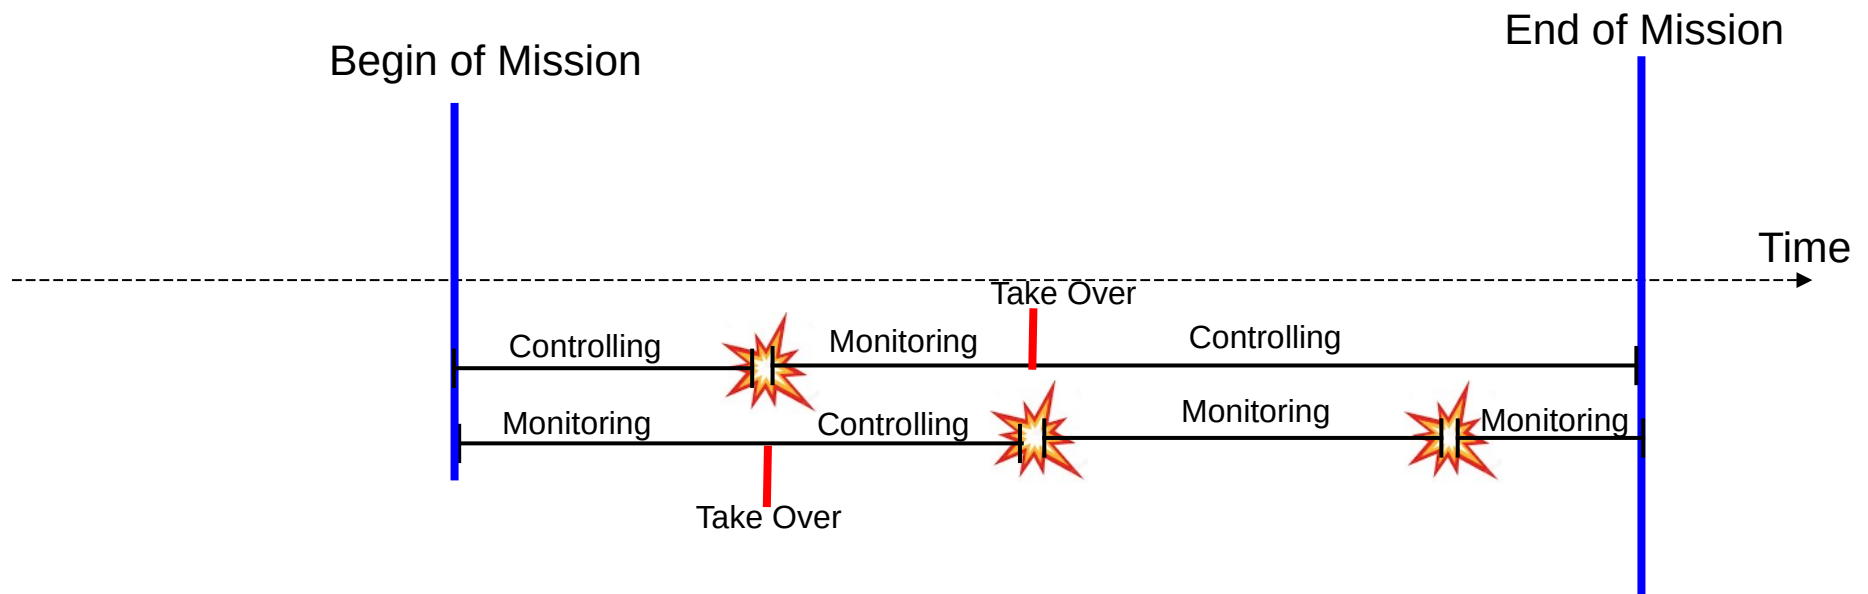 End of Mission
Begin of Mission
Time
Take Over
Controlling
Monitoring
Controlling
Monitoring
Controlling
Monitoring
Monitoring
Take Over